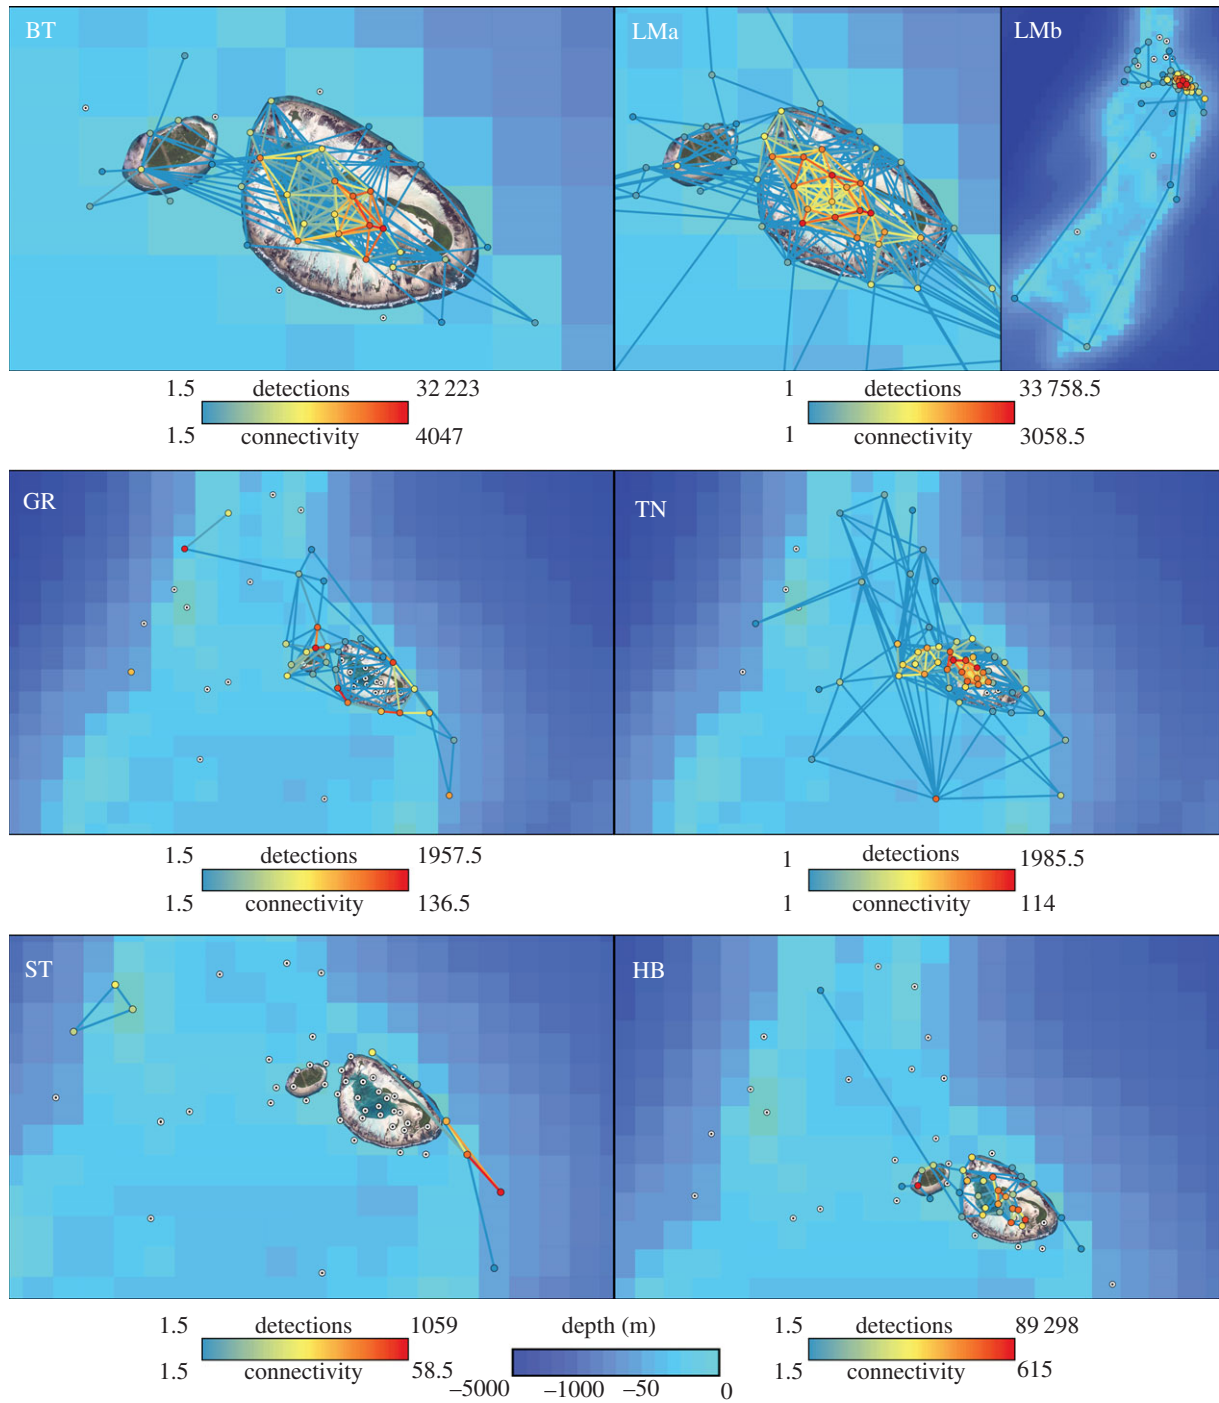 BT
LMa
LMb
1.5 detections 32 223
1.5 connectivity 4047
1 detections 33 758.5
1 connectivity 3058.5
GR
TN
1.5 detections 1957.5
1.5 connectivity 136.5
1 detections 1985.5
1 connectivity 114
ST
HB
1.5 detections 1059
1.5 connectivity 58.5
depth (m)
–5000 –1000 –50 0
1.5 detections 89 298
1.5 connectivity 615